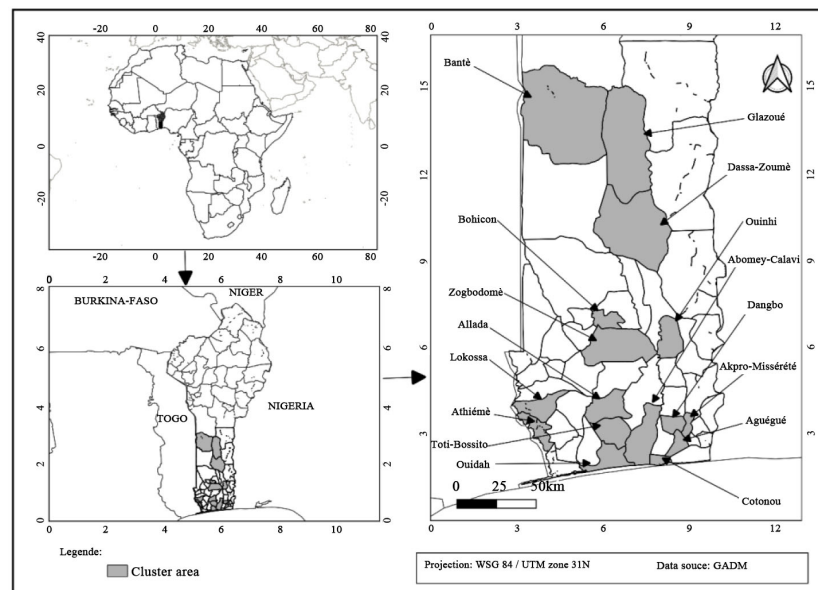 -20 0 20 40 60 80
40
20
0
-20
40
20
0
-20
-20 0 20 40 60 80
0 2 4 6 8 10
8
6
4
2
0
8
6
4
2
0
BURKINA-FASO
NIGER
TOGO
NIGERIA
0 2 4 6 8 10
Legende:
Cluster area
3 6 9 12
15
12
9
6
3
15
12
9
6
3
Bantè
Glazoué
Dassa-Zoumè
Bohicon
Ouinhi
Abomey-Calavi
Zogbodomè
Dangbo
Allada
Akpro-Missérété
Lokossa
Athiémè
Aguégué
Toti-Bossito
Ouidah
Cotonou
0 25 50km
3 6 9 12
Projection: WSG 84 / UTM zone 31N Data souce: GADM